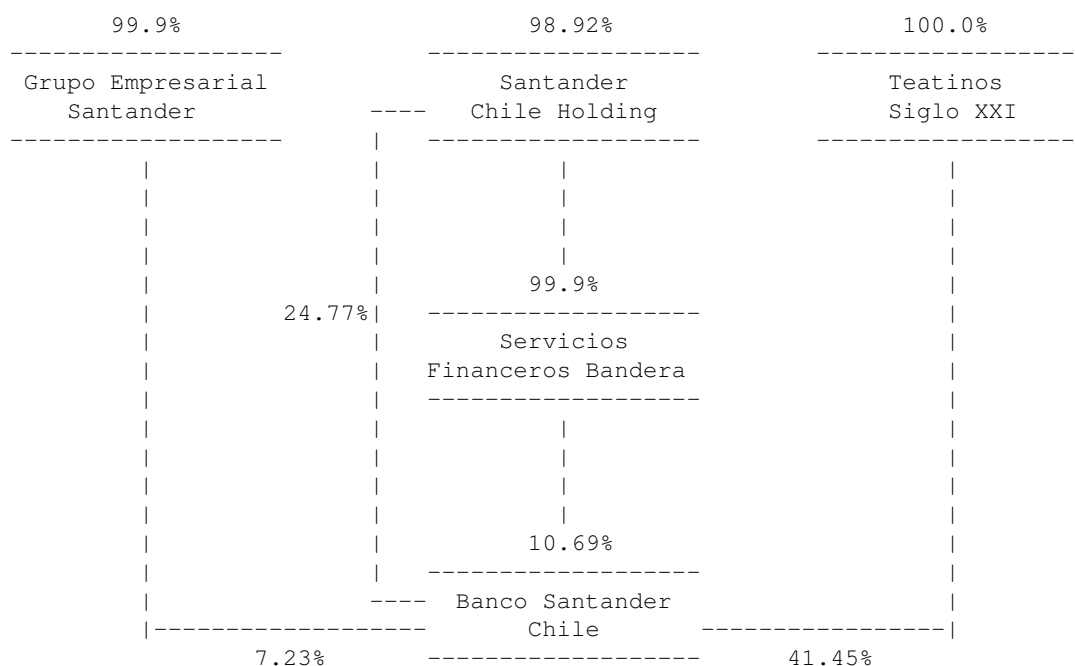 99.9% 98.92% 100.0%
------------------- ------------------- ------------------
Grupo Empresarial Santander Teatinos
Santander ---- Chile Holding Siglo XXI
------------------- | ------------------- ------------------
| | | |
| | | |
| | | |
| | | |
| | 99.9% |
| 24.77%| ------------------- |
| | Servicios |
| | Financeros Bandera |
| | ------------------- |
| | | |
| | | |
| | | |
| | | |
| | 10.69% |
| | ------------------- |
| ---- Banco Santander |
|------------------- Chile -----------------|
7.23% ------------------- 41.45%